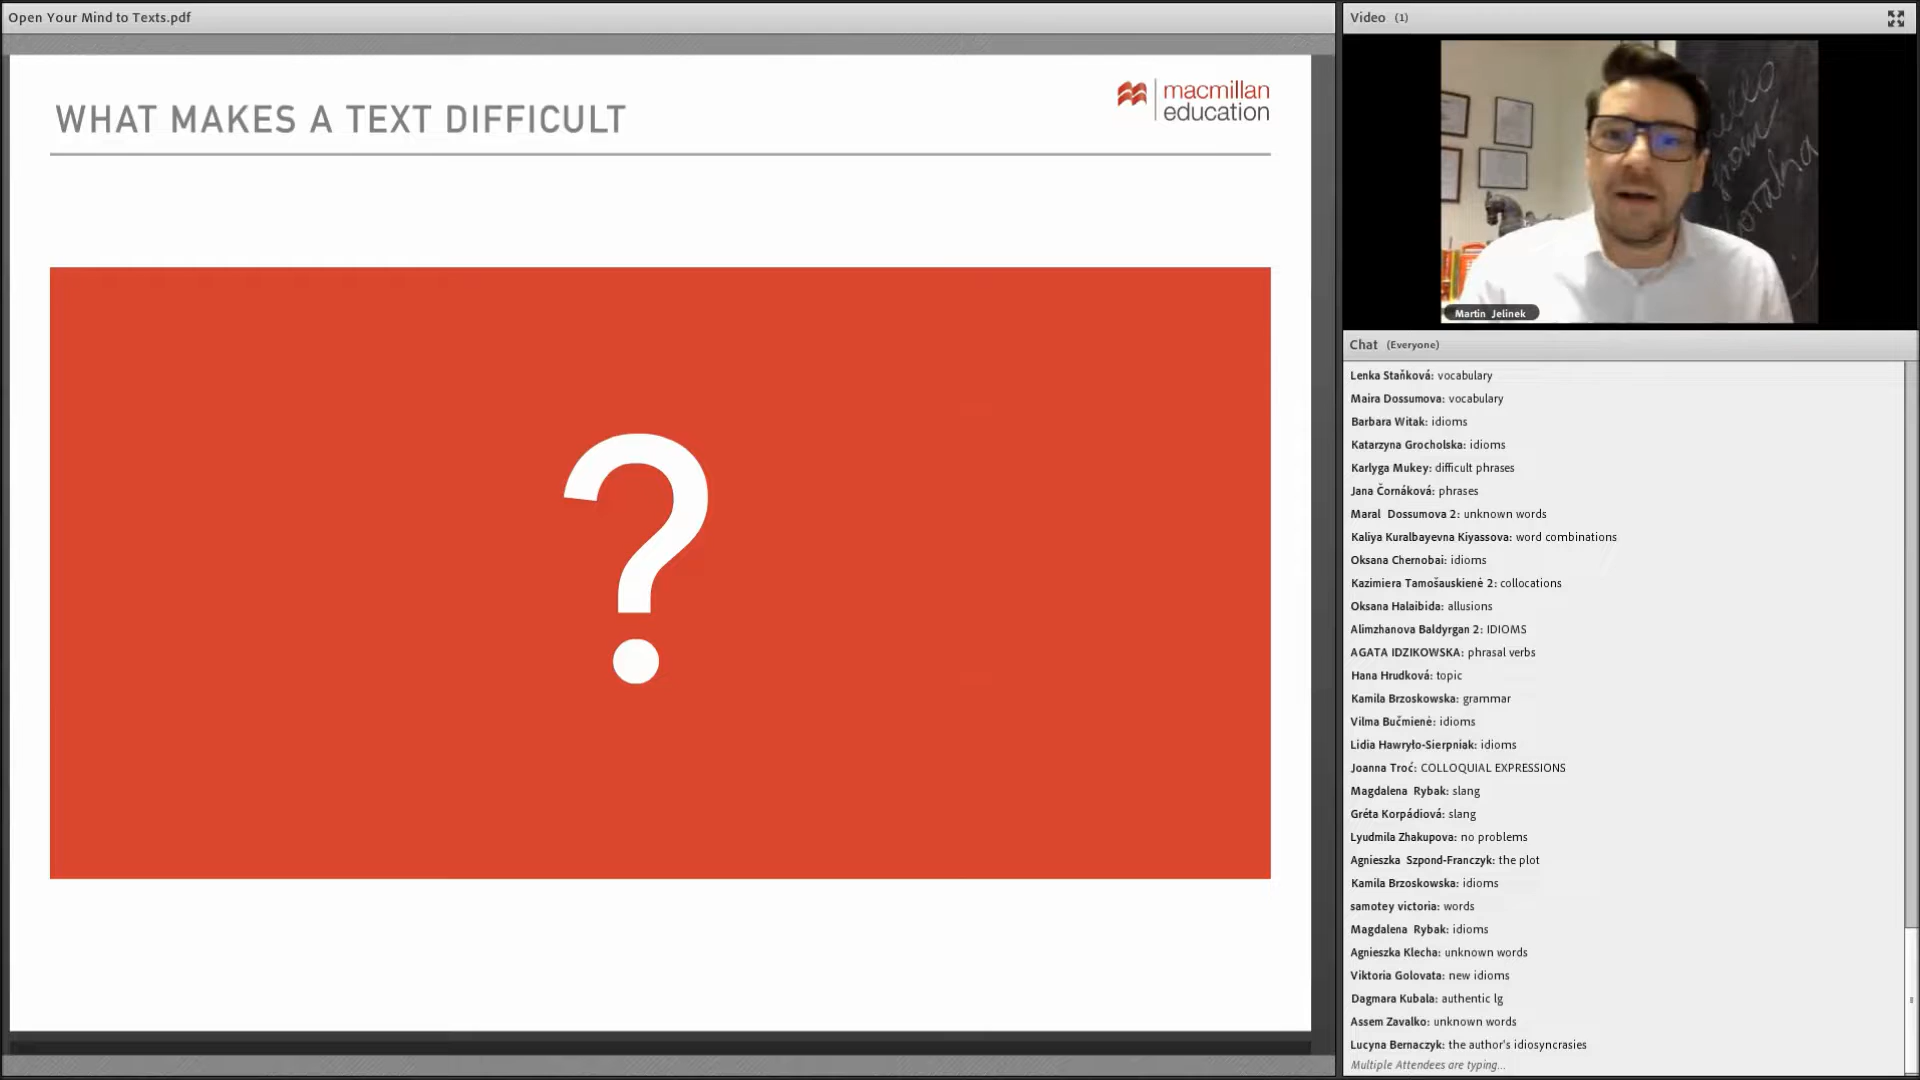 Open Your Mind to Texts.pdf
WHAT MAKES A TEXT DIFFICULT
macmillan
education
?
Video (1)
hello
from
Praha
Martin Jelinek
Chat (Everyone)
Lenka Staňková: vocabulary
Maira Dossumova: vocabulary
Barbara Witak: idioms
Katarzyna Grocholska: idioms
Karlyga Mukey: difficult phrases
Jana Čornáková: phrases
Maral Dossumova 2: unknown words
Kaliya Kuralbayevna Kiyassova: word combinations
Oksana Chernobai: idioms
Kazimiera Tamošauskienė 2: collocations
Oksana Halaibida: allusions
Alimzhanova Baldyrgan 2: IDIOMS
AGATA IDZIKOWSKA: phrasal verbs
Hana Hrudková: topic
Kamila Brzoskowska: grammar
Vilma Bučmienė: idioms
Lidia Hawryło-Sierpniak: idioms
Joanna Troć: COLLOQUIAL EXPRESSIONS
Magdalena Rybak: slang
Gréta Korpádiová: slang
Lyudmila Zhakupova: no problems
Agnieszka Szpond-Franczyk: the plot
Kamila Brzoskowska: idioms
samotey victoria: words
Magdalena Rybak: idioms
Agnieszka Klecha: unknown words
Viktoria Golovata: new idioms
Dagmara Kubala: authentic lg
Assem Zavalko: unknown words
Lucyna Bernaczyk: the author's idiosyncrasies
Multiple Attendees are typing...